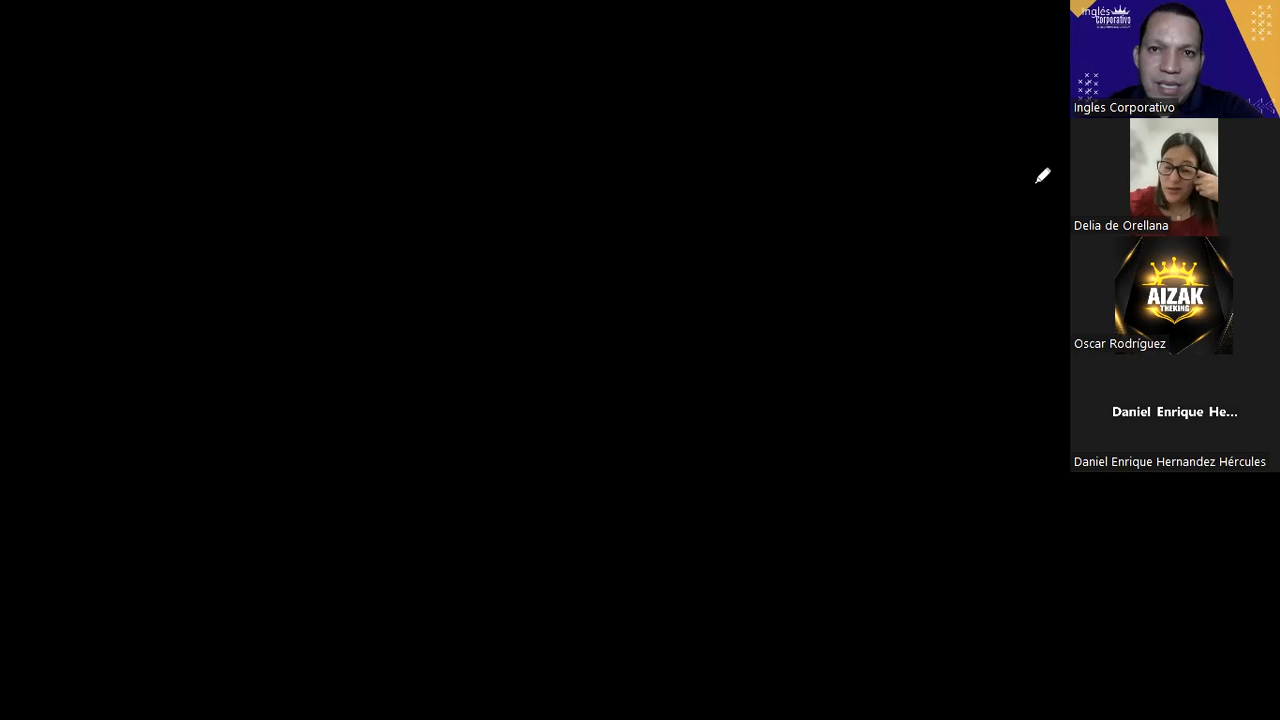 Inglés
Corporativo
Ingles Corporativo
Delia de Orellana
AIZAK
THEKING
Oscar Rodríguez
Daniel Enrique He...
Daniel Enrique Hernandez Hércules